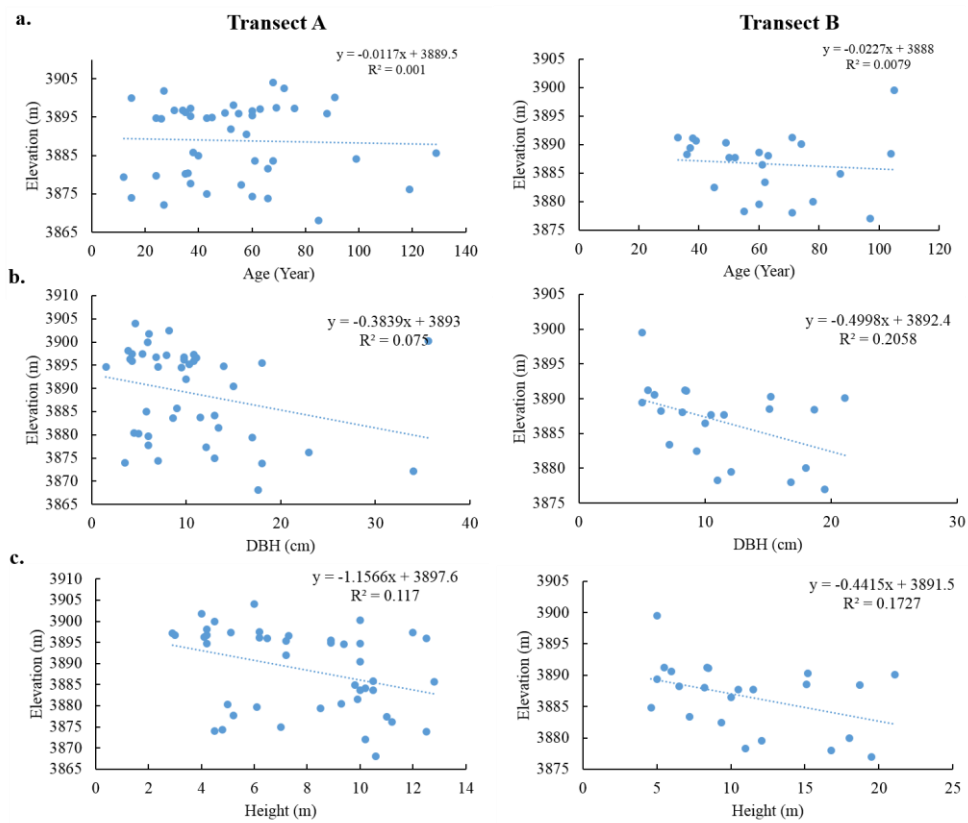 a.
Transect A
Transect B
y = -0.0117x + 3889.5
R² = 0.001
3905
3895
3885
3875
3865
Elevation (m)
0 20 40 60 80 100 120 140
Age (Year)
y = -0.0227x + 3888
R² = 0.0079
3905
3900
3895
3890
3885
3880
3875
Elevation (m)
0 20 40 60 80 100 120
Age (Year)
b.
y = -0.3839x + 3893
R² = 0.075
3910
3905
3900
3895
3890
3885
3880
3875
3870
3865
Elevation (m)
0 10 20 30 40
DBH (cm)
y = -0.4998x + 3892.4
R² = 0.2058
3905
3900
3895
3890
3885
3880
3875
Elevation (m)
0 10 20 30
DBH (cm)
c.
y = -1.1566x + 3897.6
R² = 0.117
3910
3905
3900
3895
3890
3885
3880
3875
3870
3865
Elevation (m)
0 2 4 6 8 10 12 14
Height (m)
y = -0.4415x + 3891.5
R² = 0.1727
3905
3900
3895
3890
3885
3880
3875
Elevation (m)
0 5 10 15 20 25
Height (m)